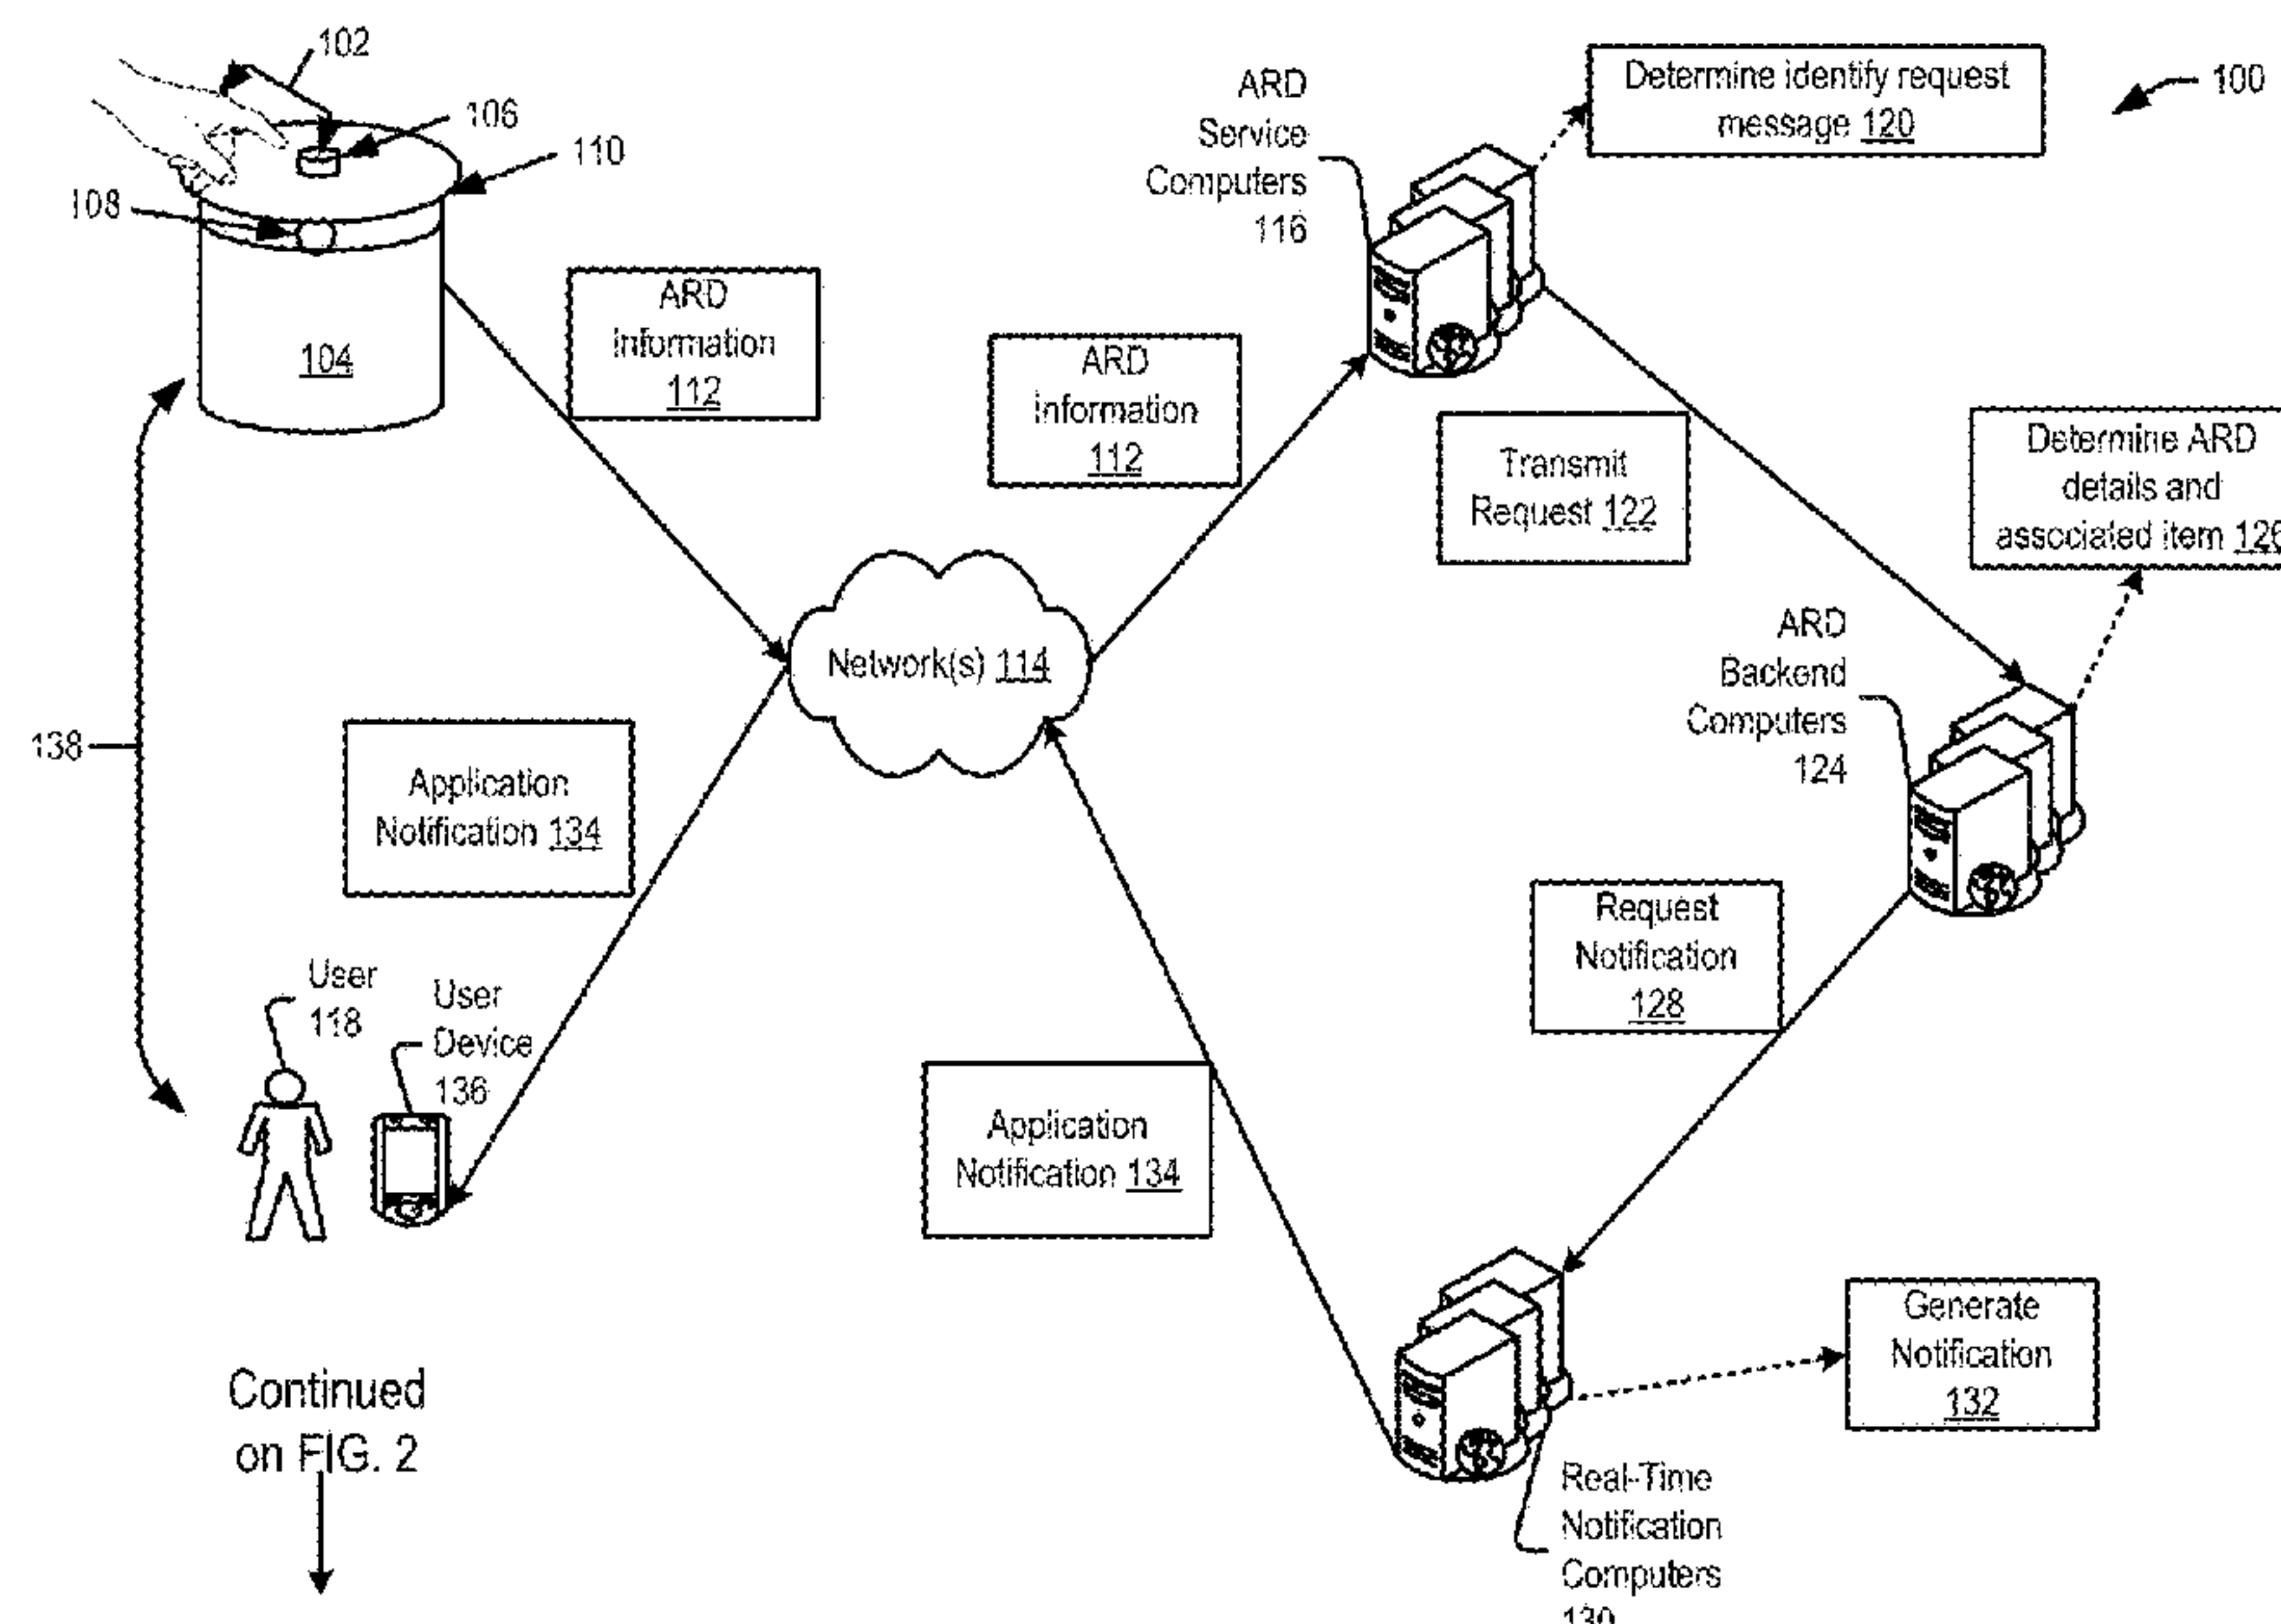 102
106
110
108
104
ARD
Information
112
ARD
Information
112
ARD
Service
Computers
116
Determine identify request
message 120
100
Transmit
Request 122
Determine ARD
details and
associated item 126
Network(s) 114
ARD
Backend
Computers
124
138
Application
Notification 134
Request
Notification
128
User
118
User
Device
136
Application
Notification 134
Generate
Notification
132
Continued
on FIG. 2
Real-Time
Notification
Computers
130